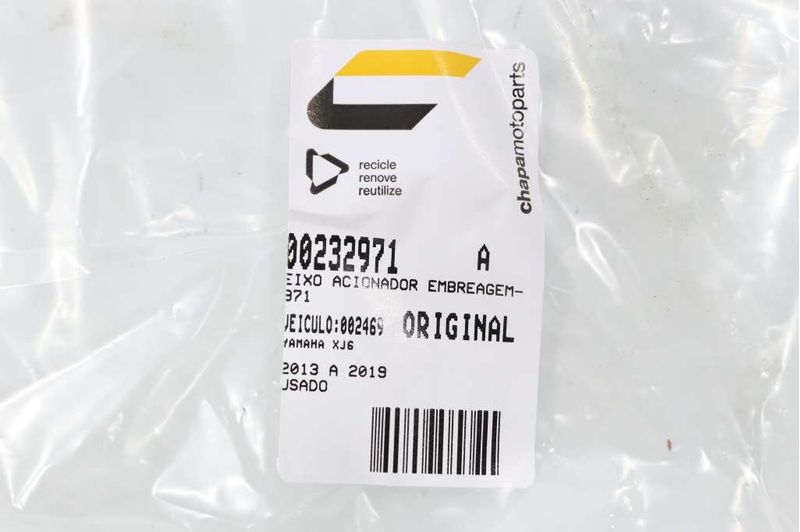 chapamotoparts
recicle
renove
reutilize
00232971 A
EIXO ACIONADOR EMBREAGEM-
971
VEICULO:002469 ORIGINAL
YAMAHA XJ6
2013 A 2019
USADO